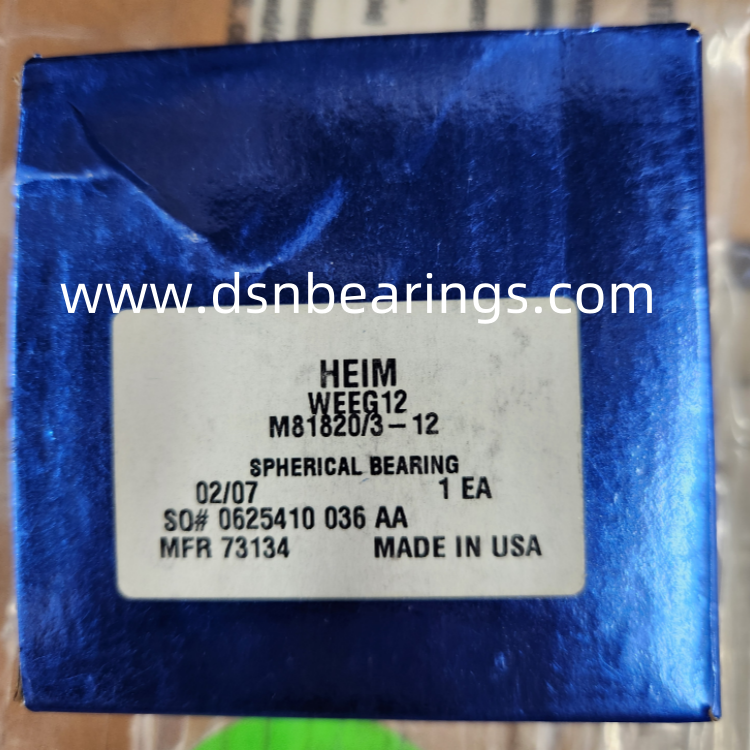 www.dsnbearings.com
HEIM
WEEG12
M81820/3-12
SPHERICAL BEARING
02/07 1 EA
SO# 0625410 036 AA
MFR 73134 MADE IN USA